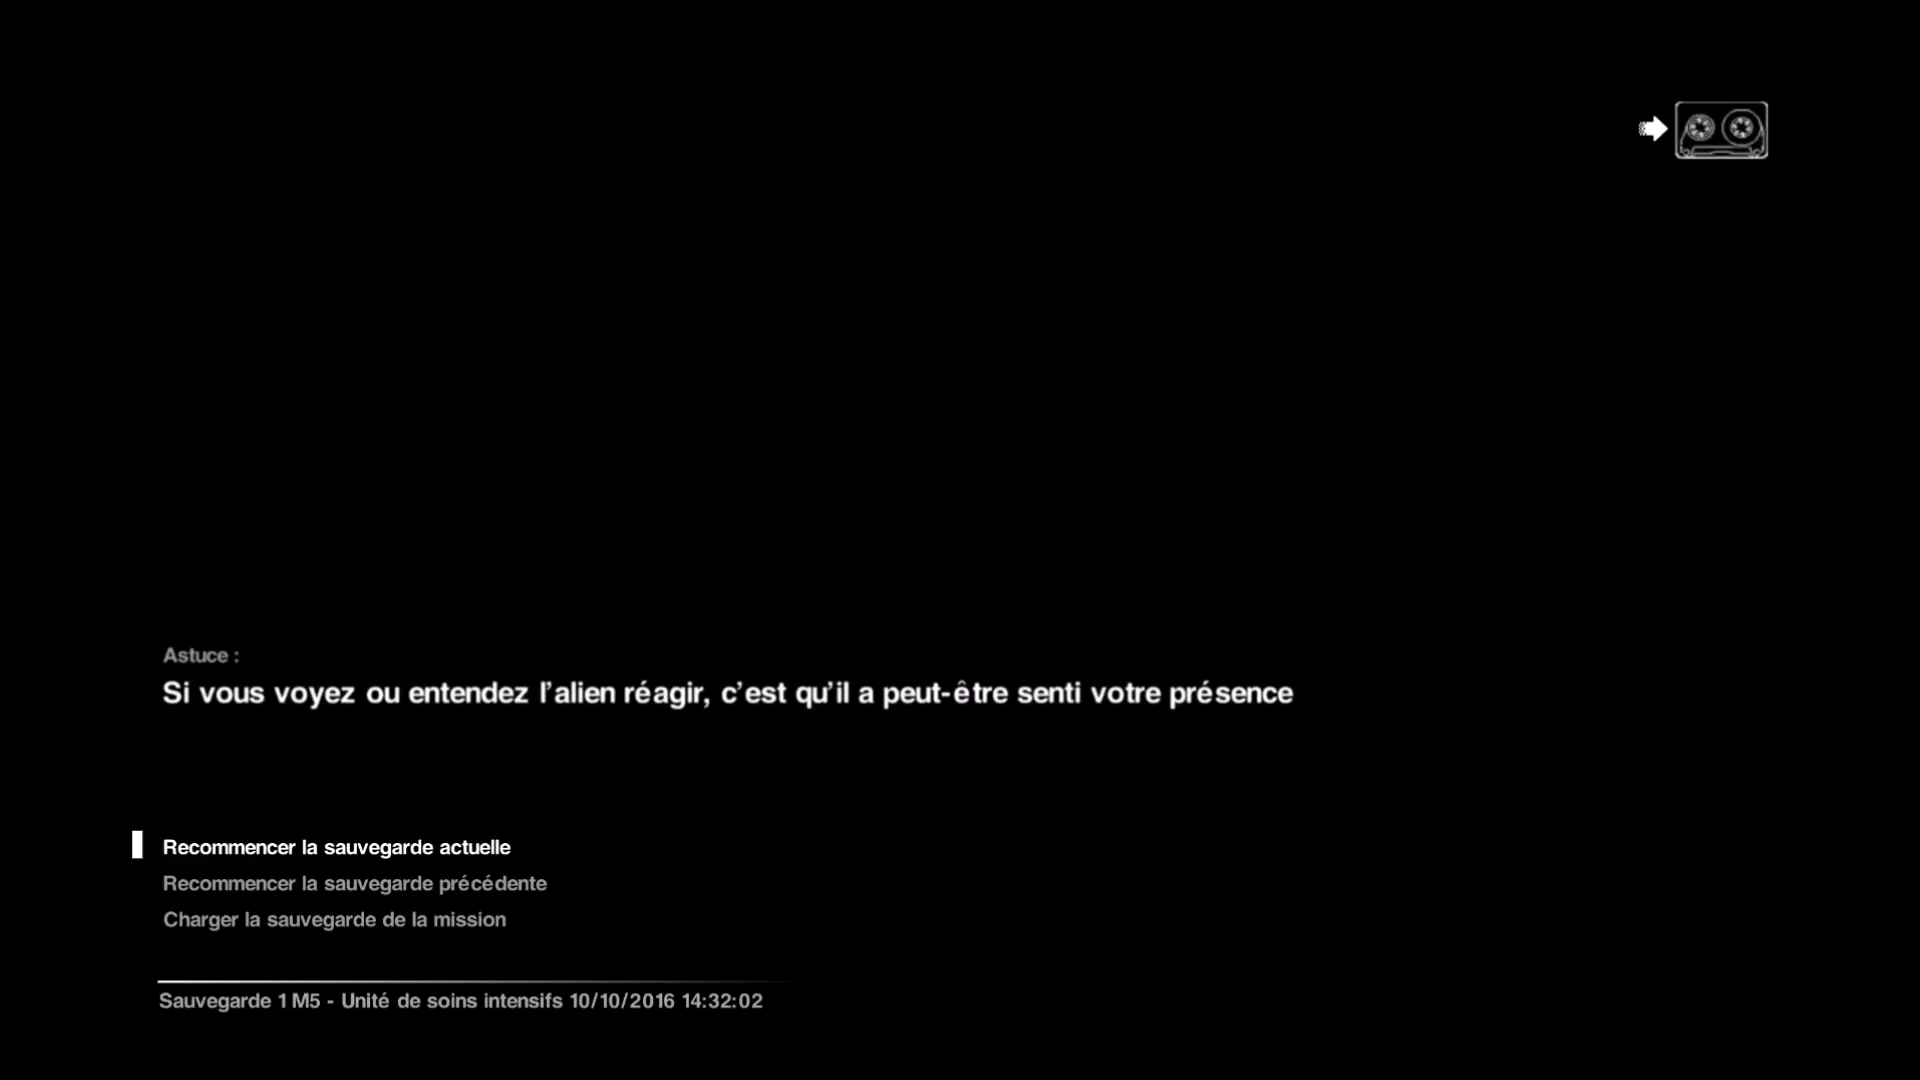 Astuce :
Si vous voyez ou entendez l’alien réagir, c’est qu’il a peut-être senti votre présence
Recommencer la sauvegarde actuelle
Recommencer la sauvegarde précédente
Charger la sauvegarde de la mission
Sauvegarde 1 M5 - Unité de soins intensifs 10/10/2016 14:32:02